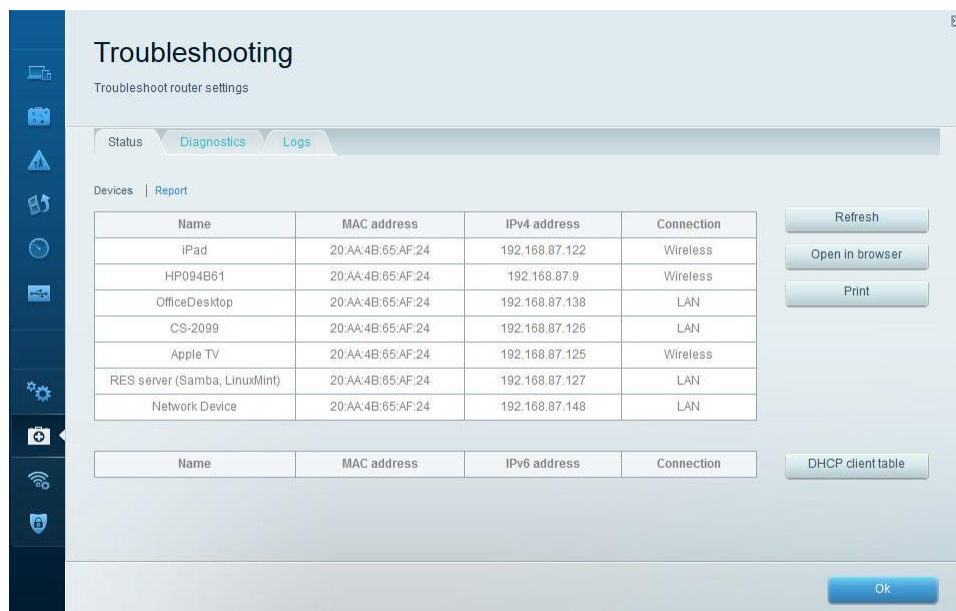 Troubleshooting
Troubleshoot router settings
Status Diagnostics Logs
Devices | Report
Name MAC address IPv4 address Connection
iPad 20:AA:4B:65:AF:24 192.168.87.122 Wireless
HP094B61 20:AA:4B:65:AF:24 192.168.87.9 Wireless
OfficeDesktop 20:AA:4B:65:AF:24 192.168.87.138 LAN
CS-2099 20:AA:4B:65:AF:24 192.168.87.126 LAN
Apple TV 20:AA:4B:65:AF:24 192.168.87.125 Wireless
RES server (Samba, LinuxMint) 20:AA:4B:65:AF:24 192.168.87.127 LAN
Network Device 20:AA:4B:65:AF:24 192.168.87.148 LAN
Refresh
Open in browser
Print
Name MAC address IPv6 address Connection
DHCP client table
Ok